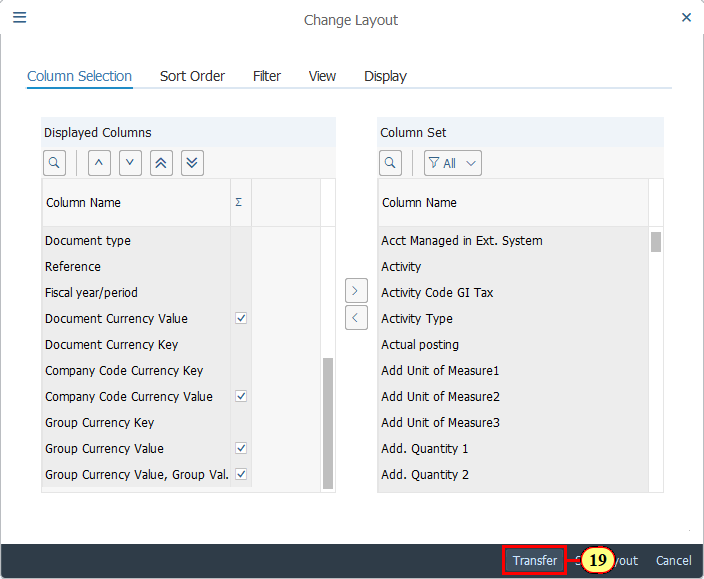 Change Layout
Column Selection Sort Order Filter View Display
Displayed Columns
Column Name Σ
Document type
Reference
Fiscal year/period
Document Currency Value
Document Currency Key
Company Code Currency Key
Company Code Currency Value
Group Currency Key
Group Currency Value
Group Currency Value, Group Val.
Column Set
All
Column Name
Acct Managed in Ext. System
Activity
Activity Code GI Tax
Activity Type
Actual posting
Add Unit of Measure1
Add Unit of Measure2
Add Unit of Measure3
Add. Quantity 1
Add. Quantity 2
Transfer 19 Cancel